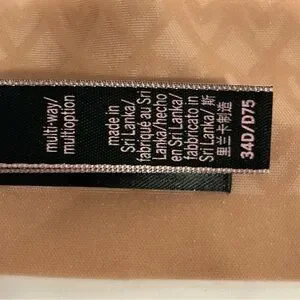 multi-way/
multioption
made in
Sri Lanka/
fabriqué au Sri
Lanka/hecho
en Sri Lanka/
fabbricato in
Sri Lanka/ 斯
里兰卡制造
34D/D75